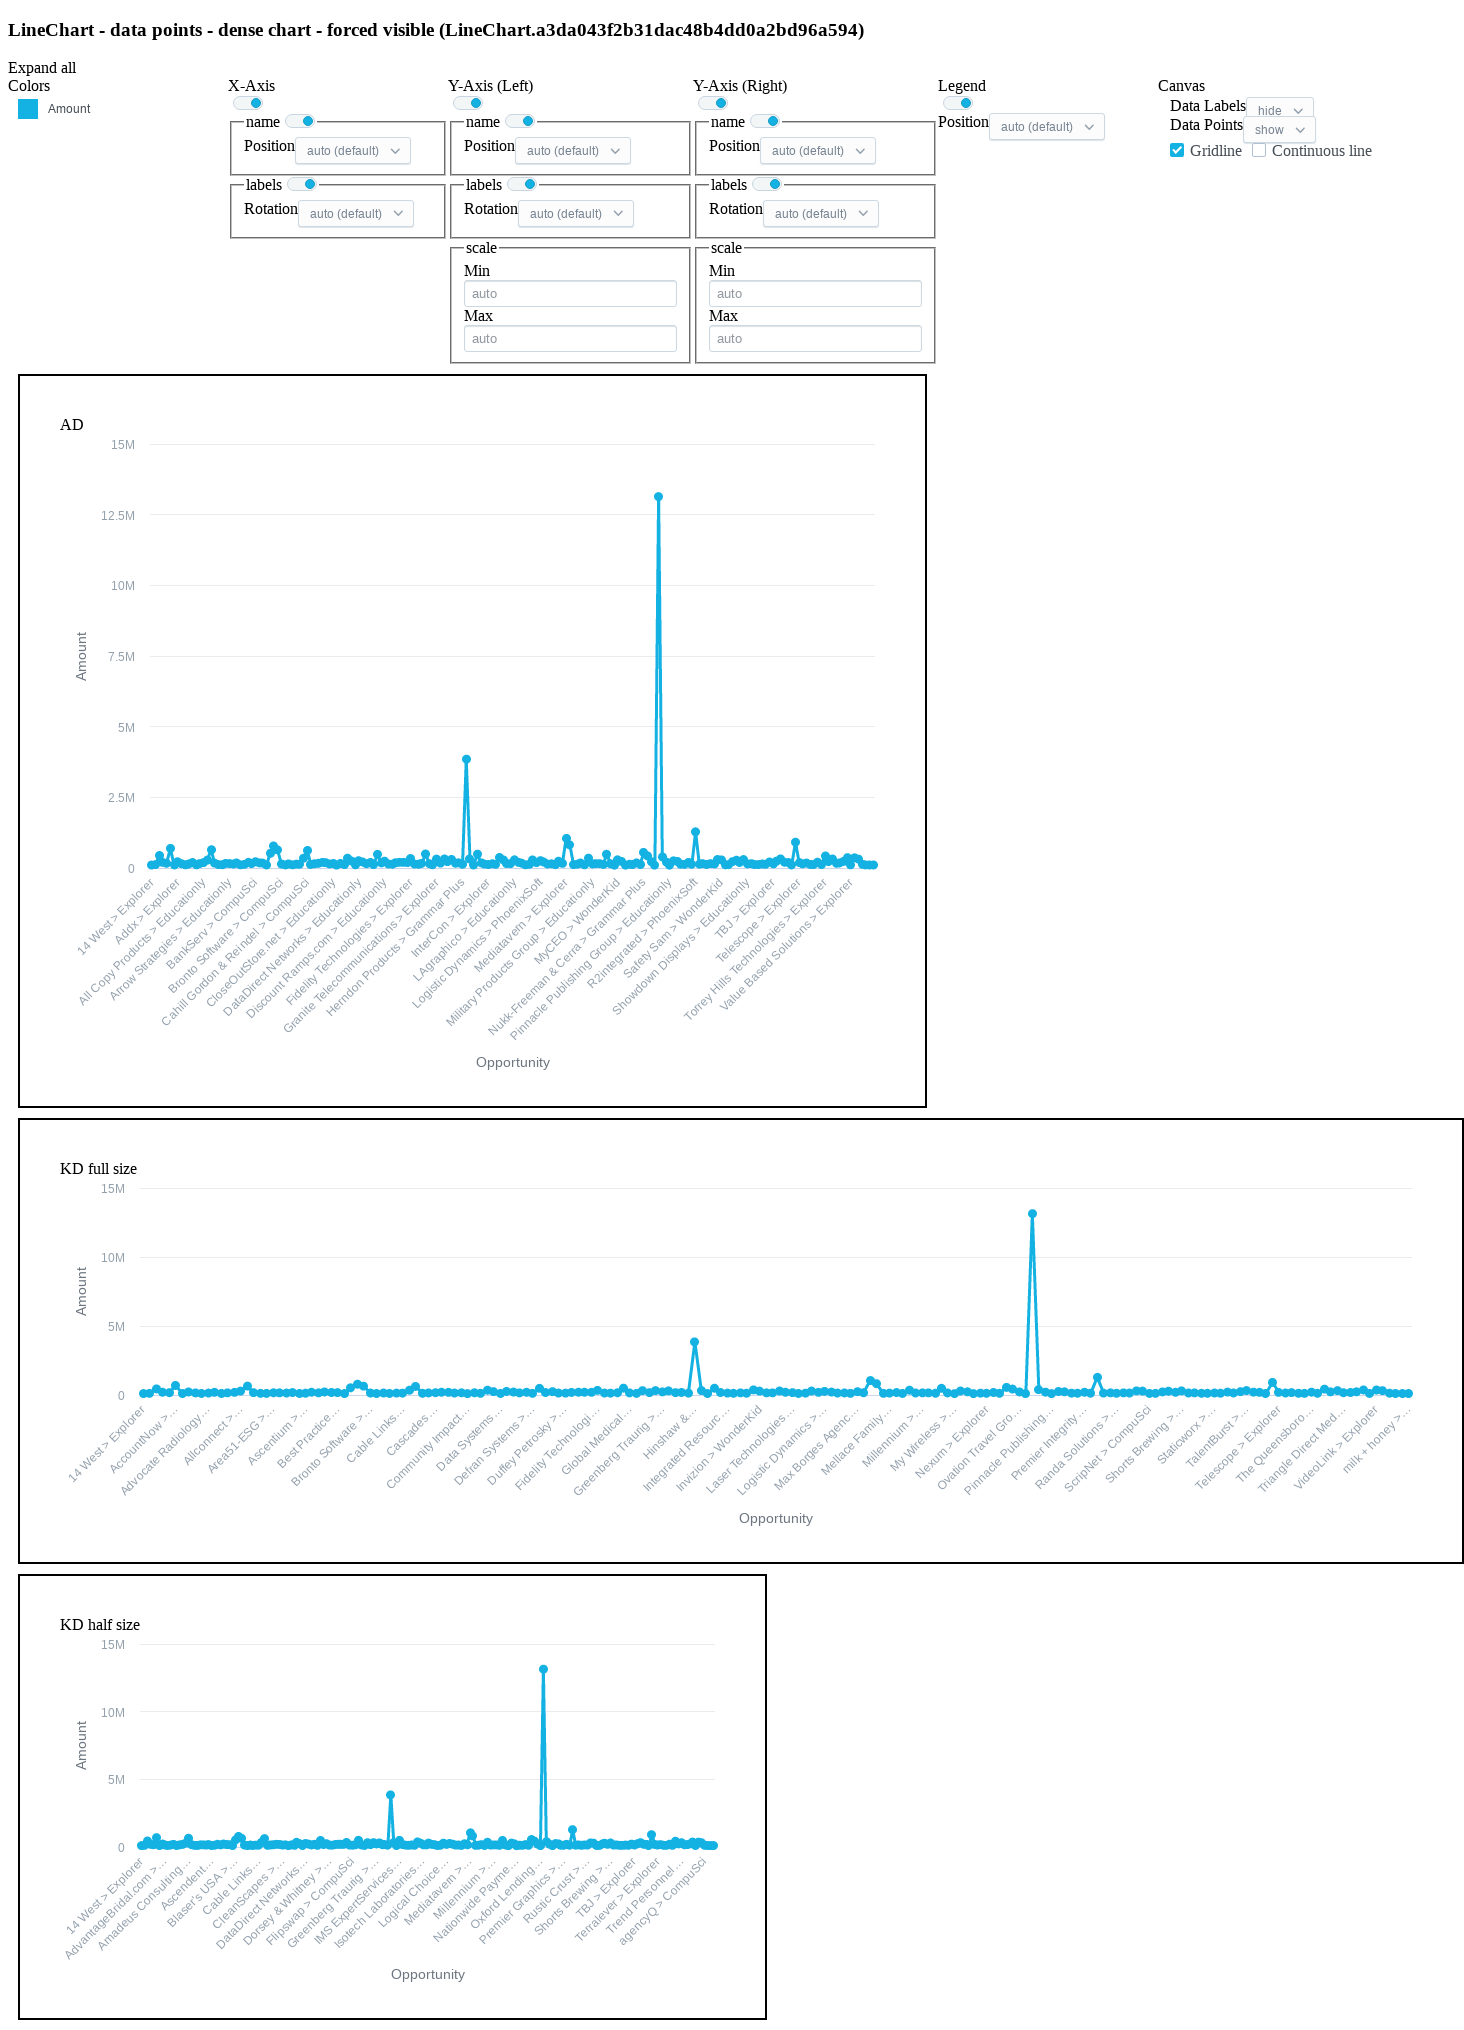 LineChart - data points - dense chart - forced visible (LineChart.a3da043f2b31dac48b4dd0a2bd96a594)
Expand all
Colors
Amount
X-Axis
name
Position auto (default)
labels
Rotation auto (default)
Y-Axis (Left)
name
Position auto (default)
labels
Rotation auto (default)
scale
Min
auto
Max
auto
Y-Axis (Right)
name
Position auto (default)
labels
Rotation auto (default)
scale
Min
auto
Max
auto
Legend
Position auto (default)
Canvas
Data Labels hide
Data Points show
Gridline Continuous line
AD
15M
12.5M
10M
7.5M
5M
2.5M
0
Amount
14 West > Explorer
Addx > Explorer
All Copy Products > Educationly
Arrow Strategies > Educationly
BankServ > CompuSci
Bronto Software > CompuSci
Cahill Gordon & Reindel > CompuSci
CloseOutStore.net > Educationly
DataDirect Networks > Educationly
Discount Ramps.com > Educationly
Fidelity Technologies > Explorer
Granite Telecommunications > Explorer
Herndon Products > Grammar Plus
InterCon > Explorer
LAgraphico > Educationly
Logistic Dynamics > PhoenixSoft
Mediatavern > Explorer
Military Products Group > Educationly
MyCEO > WonderKid
Nukk-Freeman & Cerra > Grammar Plus
Pinnacle Publishing Group > Educationly
R2integrated > PhoenixSoft
Safety Sam > WonderKid
Showdown Displays > Educationly
TBJ > Explorer
Telescope > Explorer
Torrey Hills Technologies > Explorer
Value Based Solutions > Explorer
Opportunity
KD full size
15M
10M
5M
0
Amount
14 West > Explorer
AccountNow >…
Advocate Radiology…
Allconnect >…
Area51-ESG >…
Ascentium >…
Best Practice…
Bronto Software >…
Cable Links…
Cascades…
Community Impact…
Data Systems…
Defran Systems >…
Duffey Petrosky >…
Fidelity Technologi…
Global Medical…
Greenberg Traurig >…
Hinshaw &…
Integrated Resourc…
Invizion > WonderKid
Laser Technologies…
Logistic Dynamics >…
Max Borges Agenc…
Mellace Family…
Millennium >…
My Wireless >…
Nexum > Explorer
Ovation Travel Gro…
Pinnacle Publishing…
Premier Integrity…
Randa Solutions >…
ScripNet > CompuSci
Shorts Brewing >…
Staticworx >…
TalentBurst >…
Telescope > Explorer
The Queensboro…
Triangle Direct Med…
VideoLink > Explorer
milk + honey >…
Opportunity
KD half size
15M
10M
5M
0
Amount
14 West > Explorer
AdvantageBridal.com >…
Amadeus Consulting…
Ascendent…
Blaser's USA >…
Cable Links…
CleanScapes >…
DataDirect Networks…
Dorsey & Whitney >…
Flipswap > CompuSci
Greenberg Traurig >…
IMS ExpertServices…
Isotech Laboratories…
Logical Choice…
Mediatavern >…
Millennium >…
Nationwide Payme…
Oxford Lending…
Premier Graphics >…
Rustic Crust >…
Shorts Brewing >…
TBJ > Explorer
Terralever > Explorer
Trend Personnel…
agencyQ > CompuSci
Opportunity